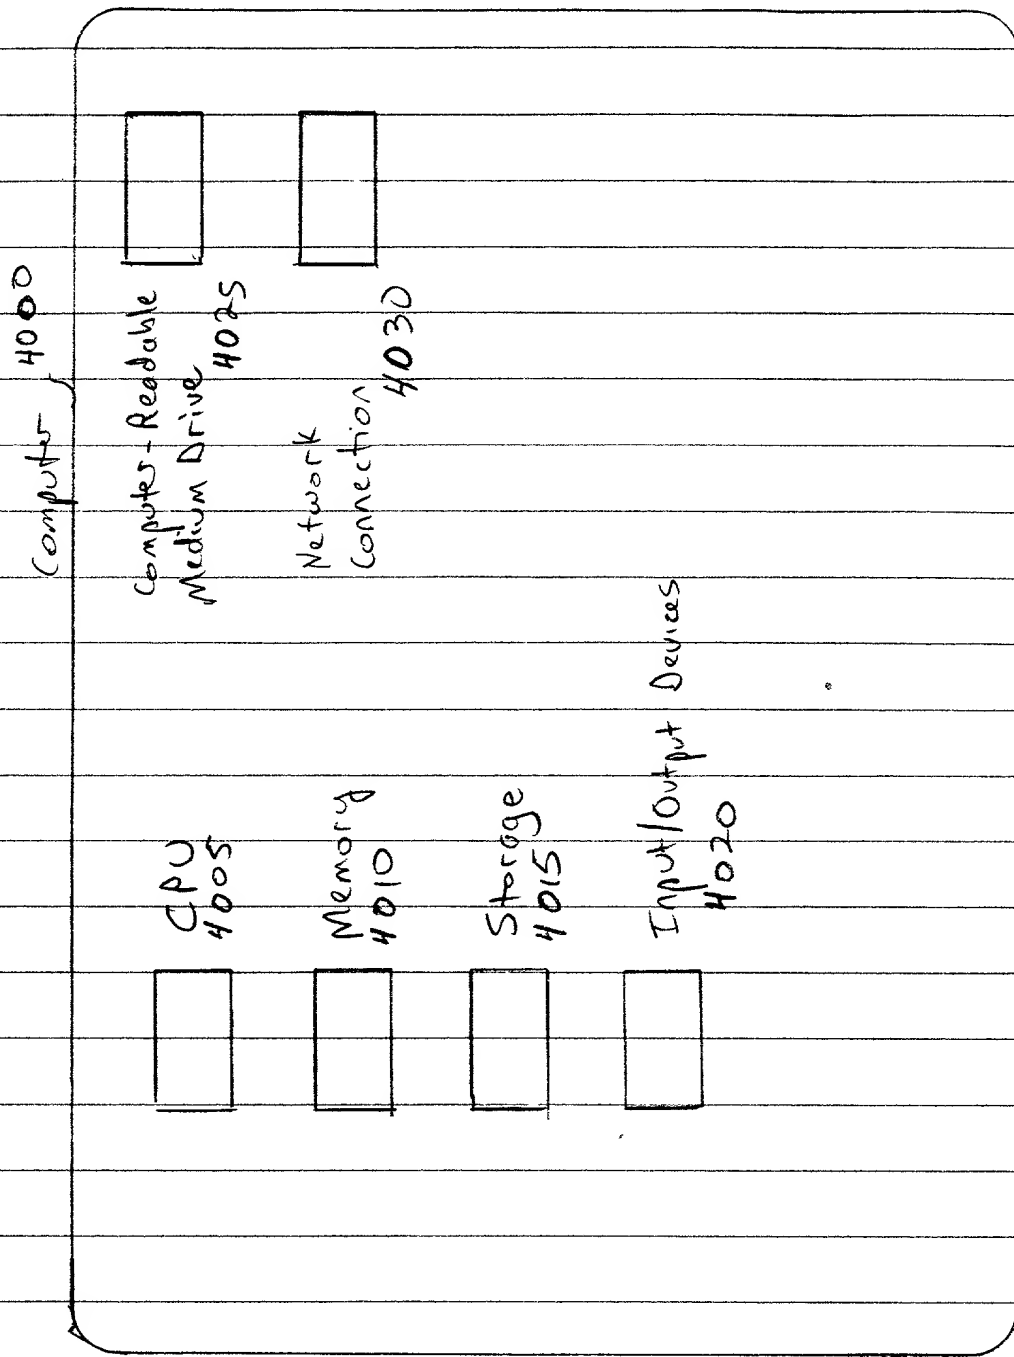 Computer 4000
CPU
4005
Memory
4010
Storage
4015
Input/Output Devices
4020
Computer-Readable
Medium Drive
4025
Network
Connection
4030